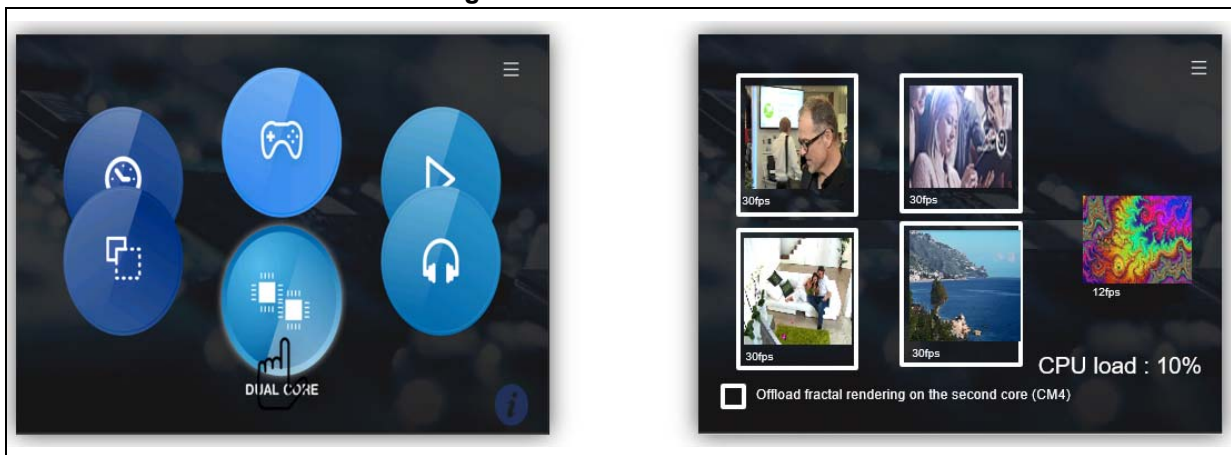 DUAL CORE
i
30fps
30fps
30fps
30fps
12fps
CPU load : 10%
Offload fractal rendering on the second core (CM4)